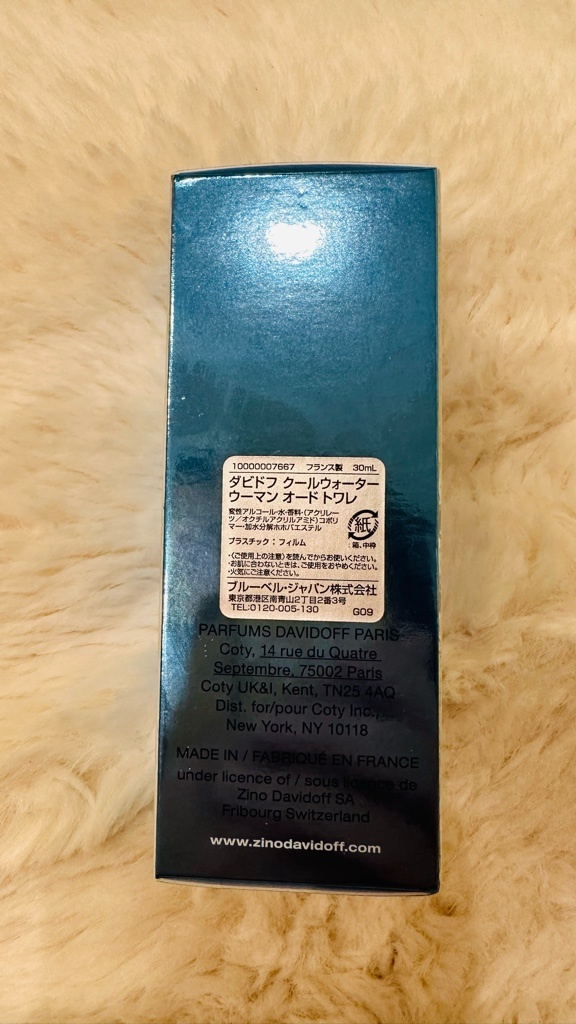 10000007667 フランス製 30mL
ダビドフ クールウォーター
ウーマン オード トワレ
変性アルコール・水・香料・(アクリレー
ツ/オクチルアクリルアミド)コポリ
マー・加水分解ホホバエステル
プラスチック:フィルム
紙
:箱、中枠
・〈ご使用上の注意〉を読んでからお使いください。
・お肌に合わないときは、ご使用をおやめください。
・火気にご注意ください。
ブルーベル・ジャパン株式会社
東京都港区南青山2丁目2番3号
TEL:0120-005-130 G09
PARFUMS DAVIDOFF PARIS
Coty, 14 rue du Quatre
Septembre, 75002 Paris
Coty UK&I, Kent, TN25 4AQ
Dist. for/pour Coty Inc.,
New York, NY 10118
MADE IN / FABRIQUÉ EN FRANCE
under licence of / sous licence de
Zino Davidoff SA
Fribourg Switzerland
www.zinodavidoff.com